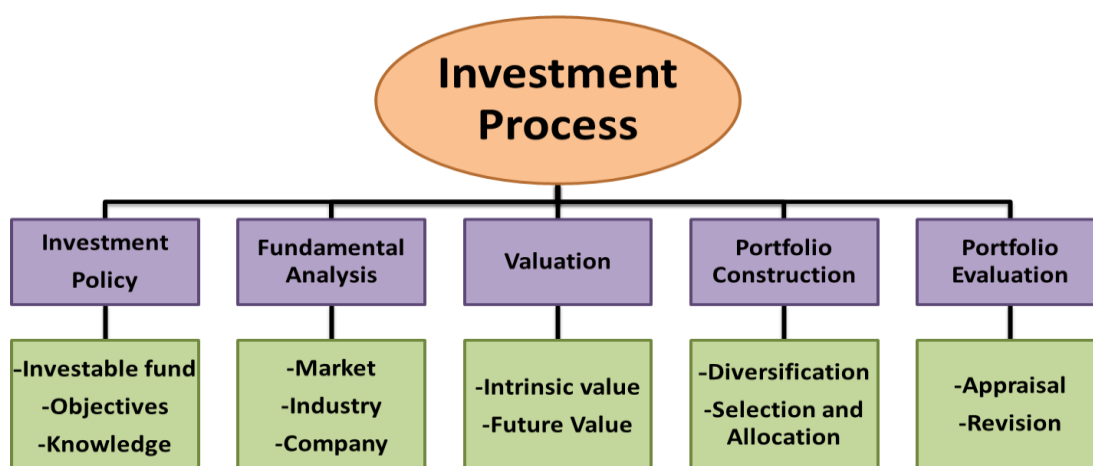 Investment
Process
Investment
Policy
Fundamental
Analysis
Valuation
Portfolio
Construction
Portfolio
Evaluation
-Investable fund
-Objectives
-Knowledge
-Market
-Industry
-Company
-Intrinsic value
-Future Value
-Diversification
-Selection and
Allocation
-Appraisal
-Revision